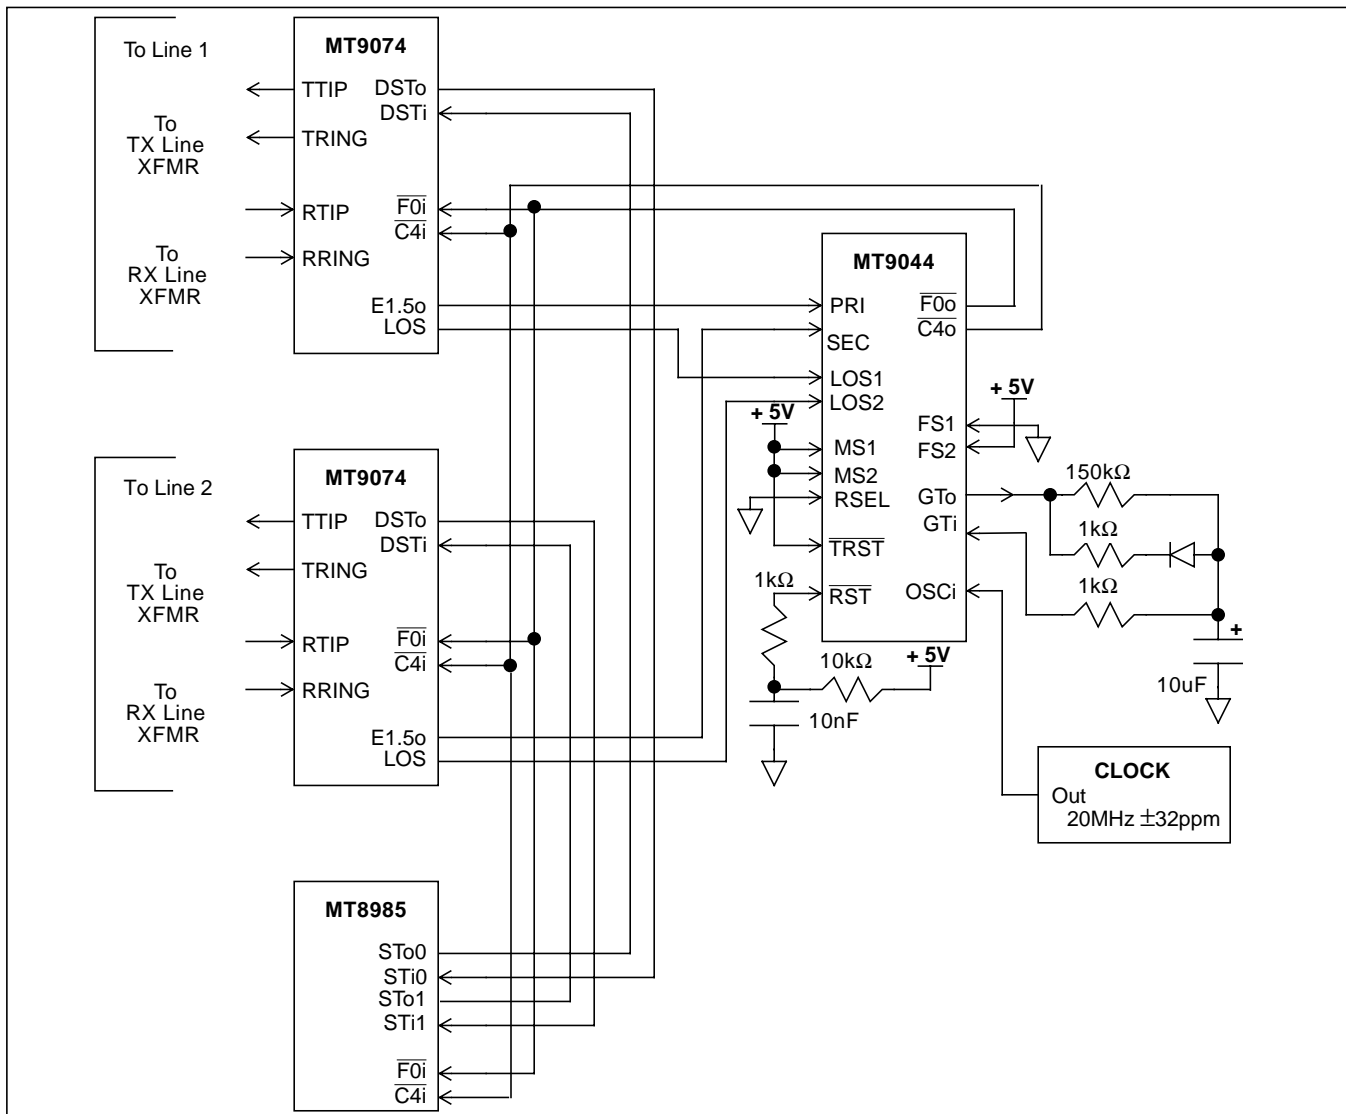 To Line 1
To
TX Line
XFMR
To
RX Line
XFMR
MT9074
TTIP
TRING
RTIP
RRING
DSTo
DSTi
F0i
C4i
E1.5o
LOS
To Line 2
To
TX Line
XFMR
To
RX Line
XFMR
MT9074
TTIP
TRING
RTIP
RRING
DSTo
DSTi
F0i
C4i
E1.5o
LOS
MT8985
STo0
STi0
STo1
STi1
F0i
C4i
MT9044
PRI
SEC
LOS1
LOS2
+ 5V
MS1
MS2
RSEL
TRST
RST
F0o
C4o
FS1
FS2
GTo
GTi
OSCi
+ 5V
150kΩ
1kΩ
1kΩ
+
10uF
1kΩ
10kΩ
+ 5V
10nF
CLOCK
Out
20MHz ±32ppm